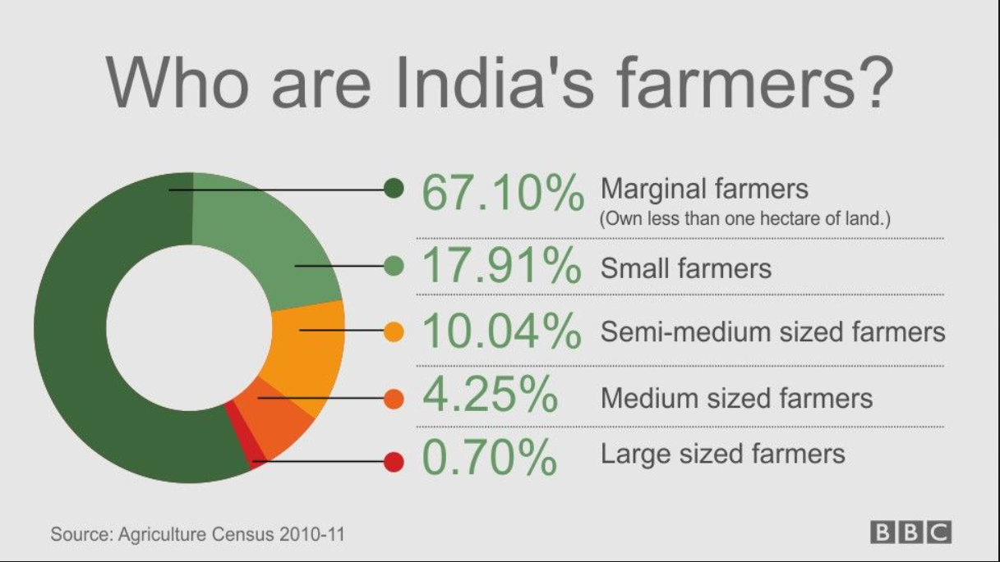 Who are India's farmers?
67.10% Marginal farmers
(Own less than one hectare of land.)
17.91% Small farmers
10.04% Semi-medium sized farmers
4.25% Medium sized farmers
0.70% Large sized farmers
Source: Agriculture Census 2010-11
BBC